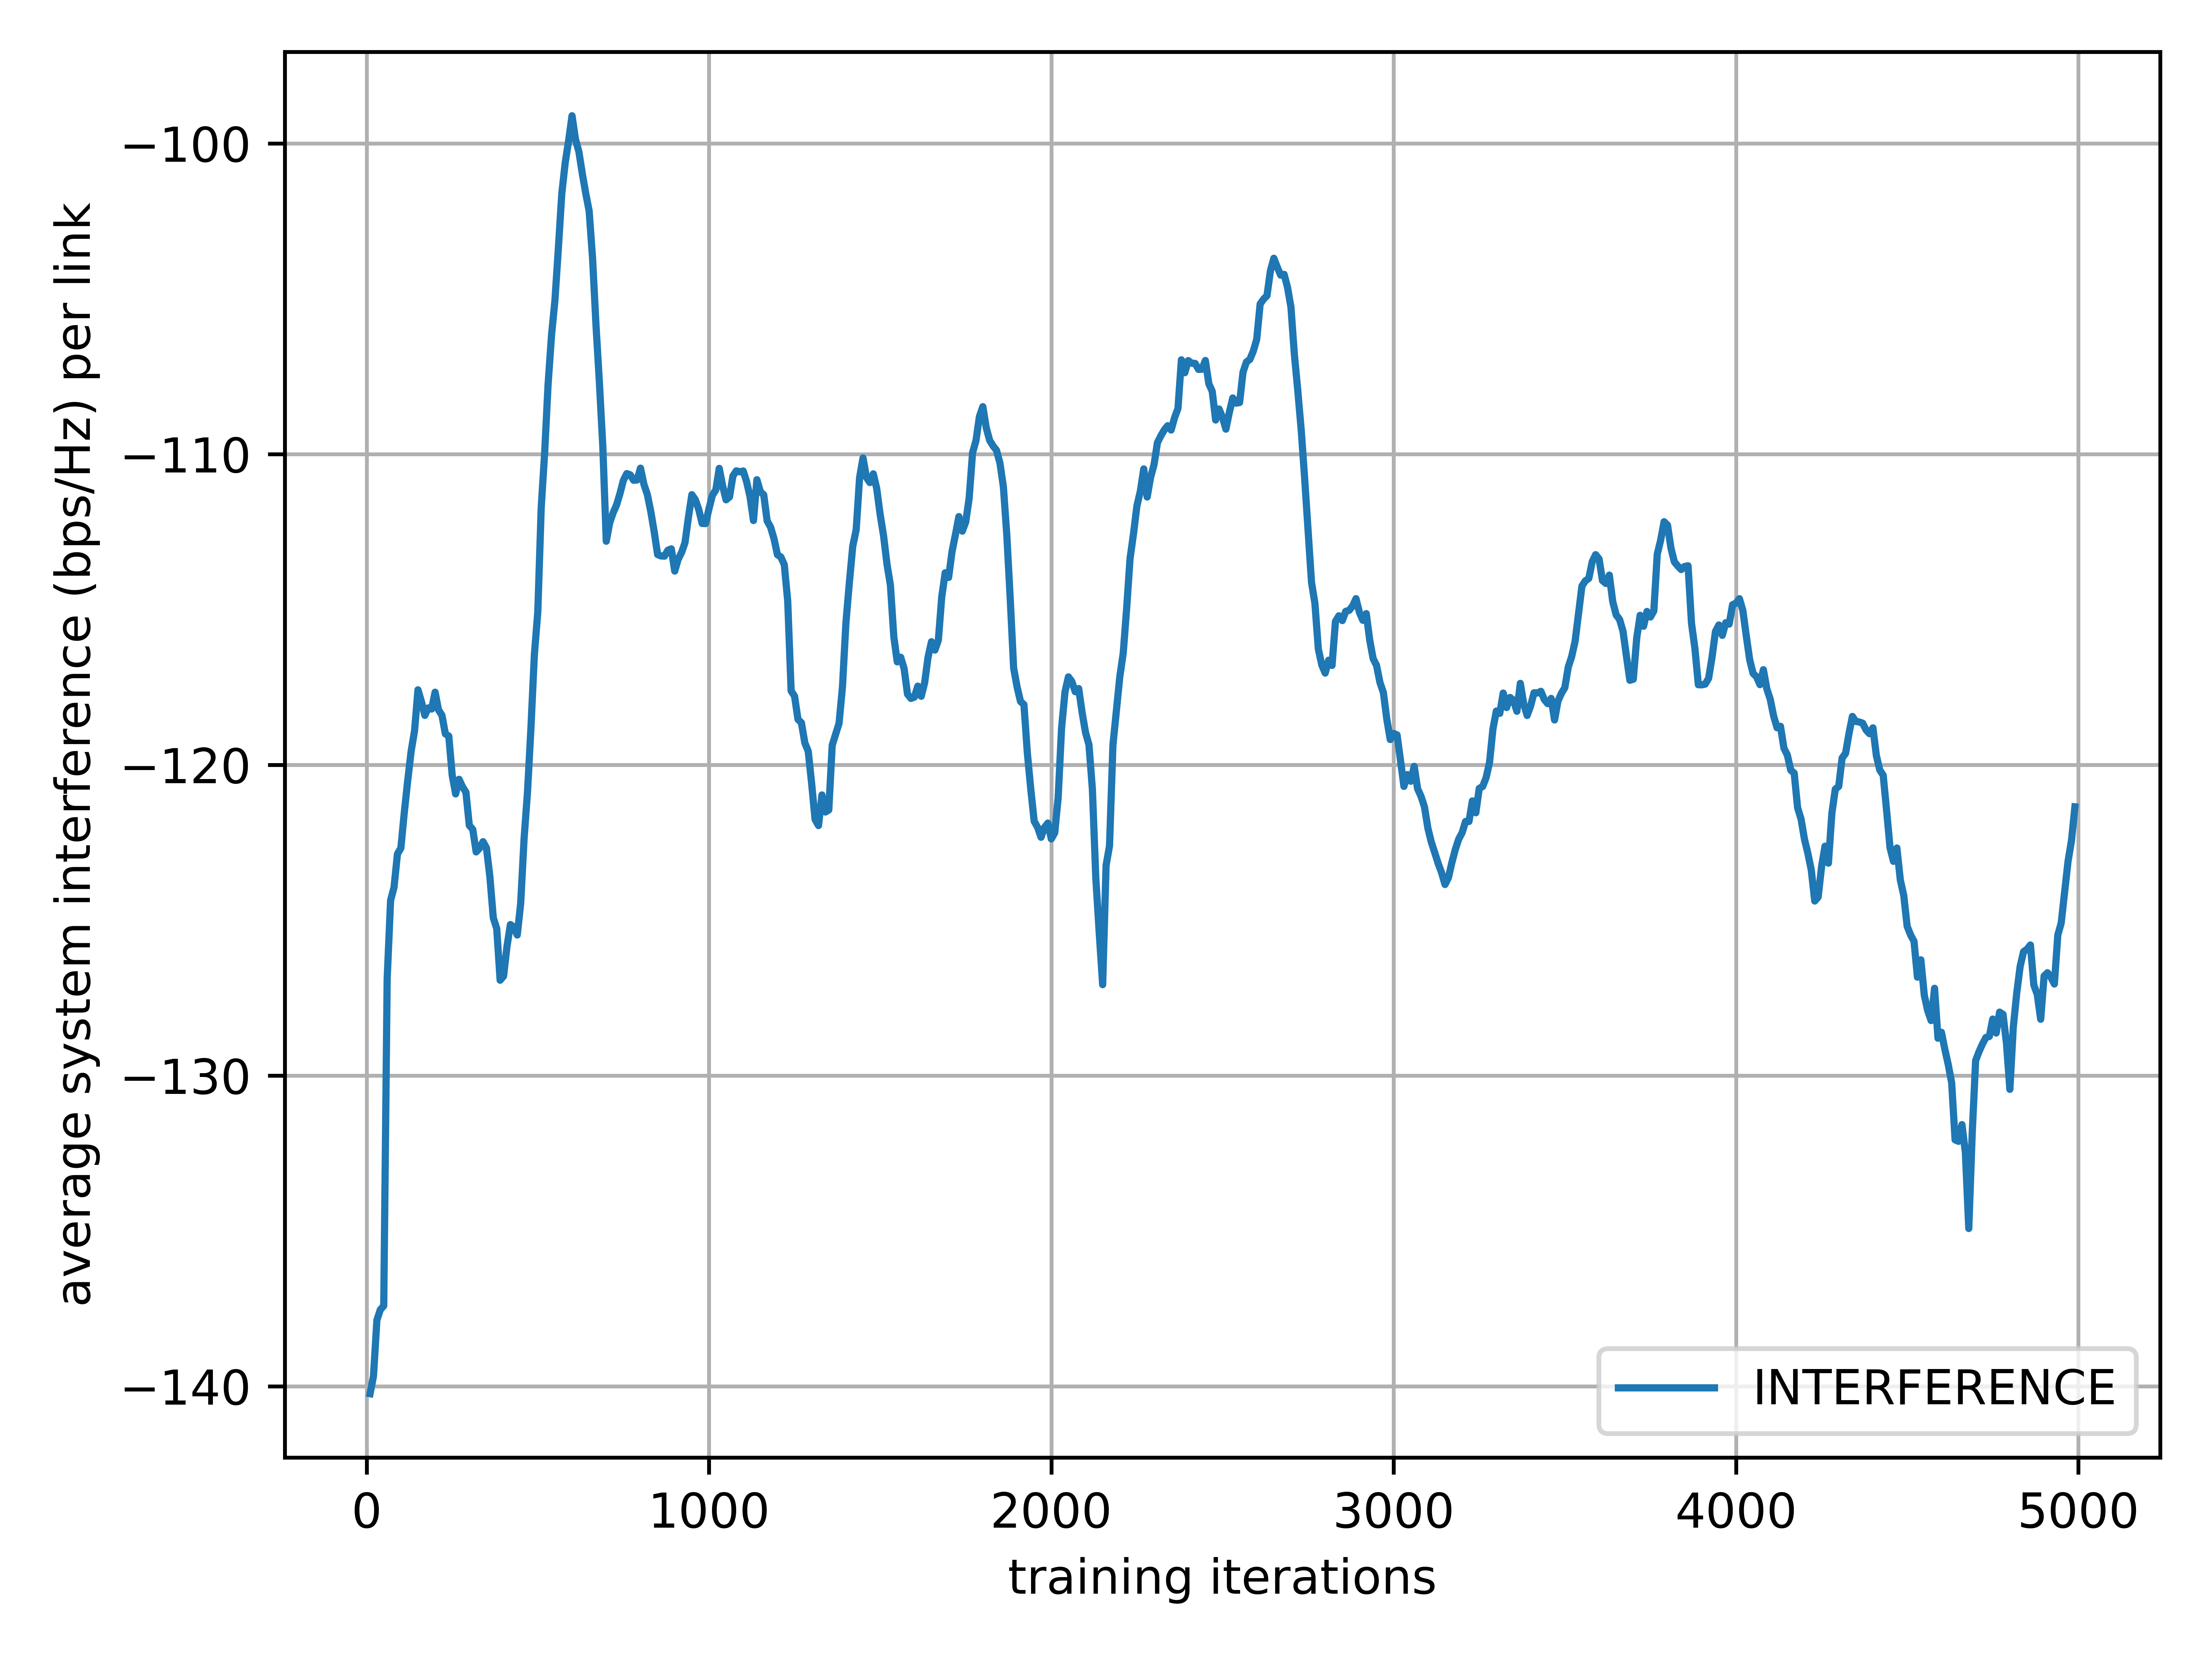 average system interference (bps/Hz) per link
−100
−110
−120
−130
−140
INTERFERENCE
0 1000 2000 3000 4000 5000
training iterations